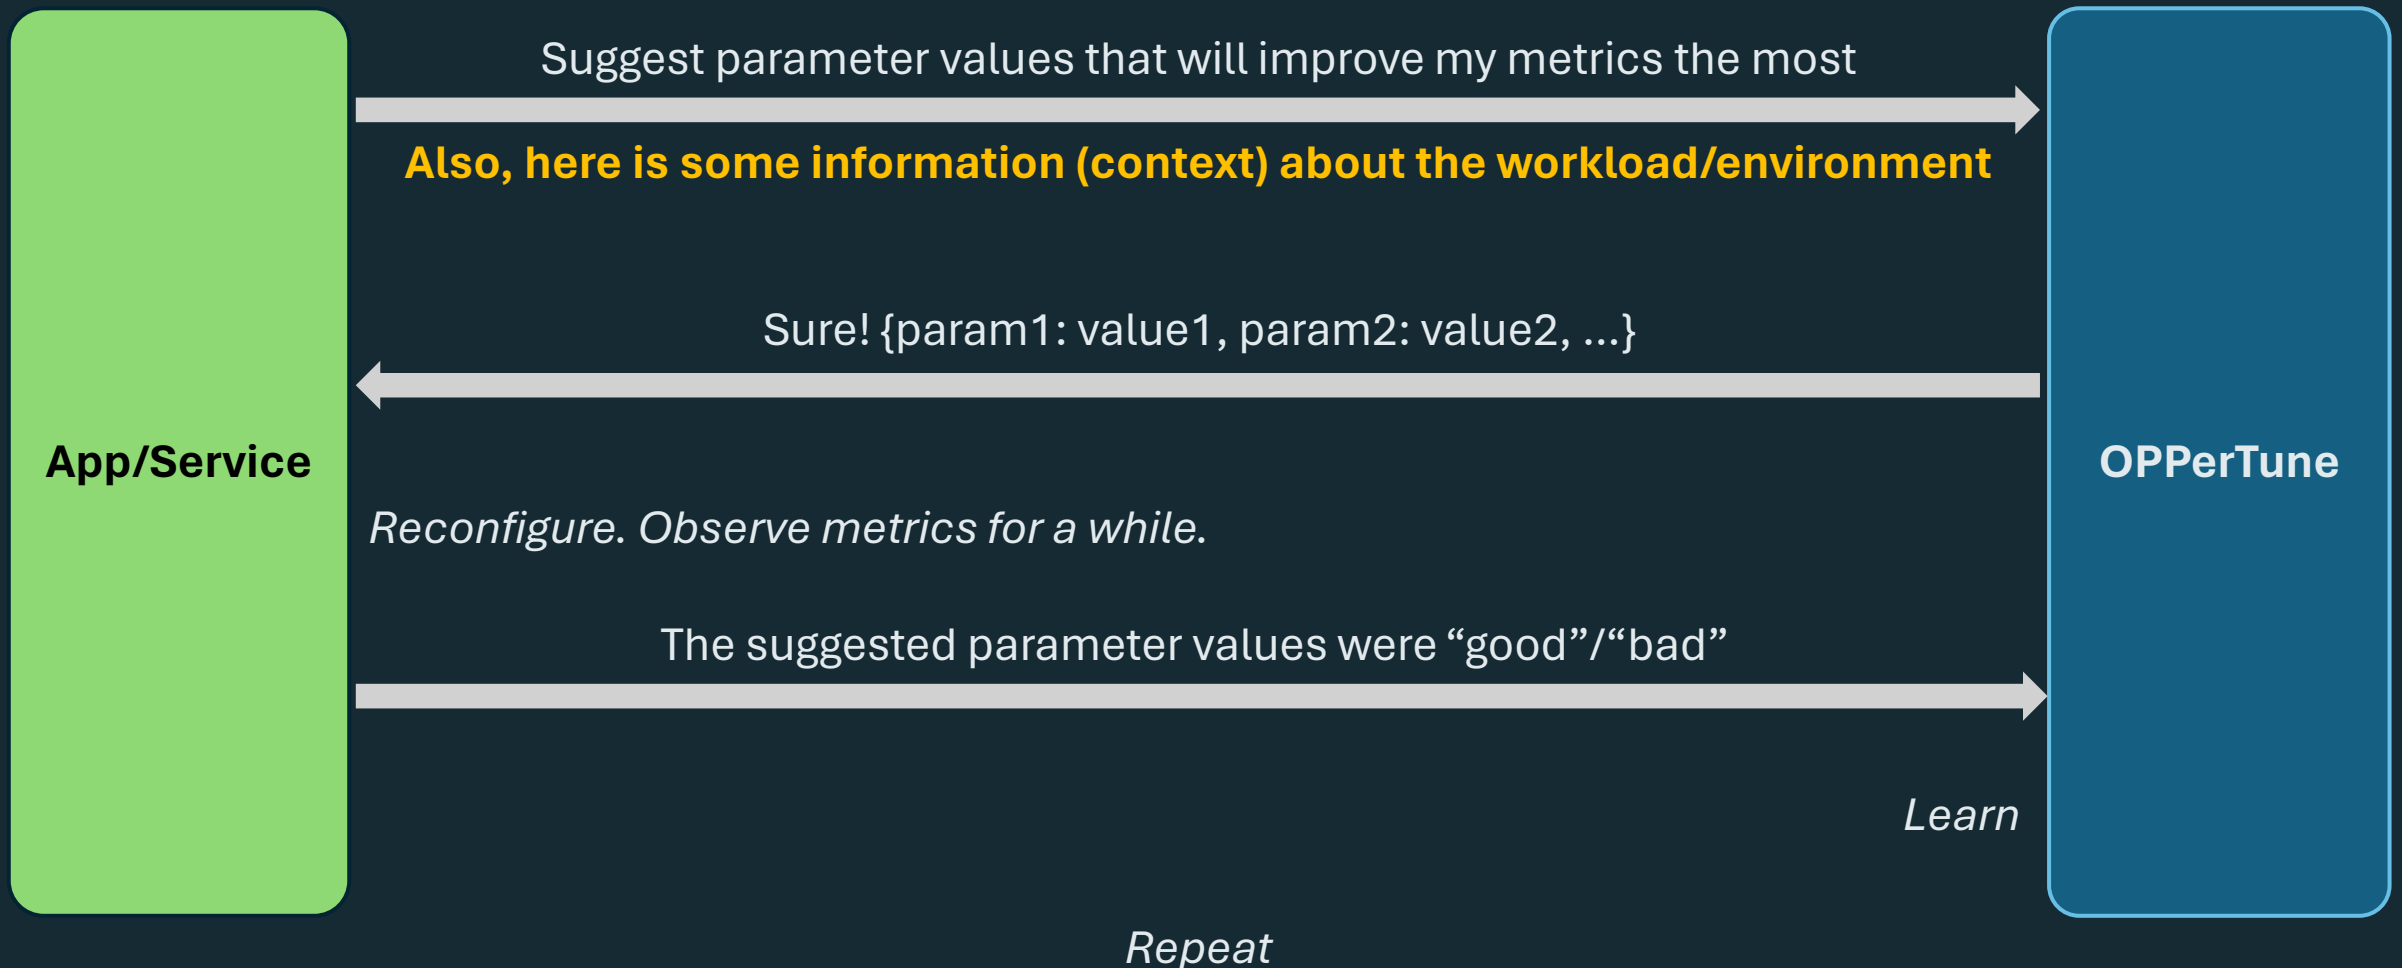 Suggest parameter values that will improve my metrics the most
Also, here is some information (context) about the workload/environment
Sure! {param1: value1, param2: value2, ...}
App/Service
OPPerTune
Reconfigure. Observe metrics for a while.
The suggested parameter values were “good”/“bad”
Learn
Repeat